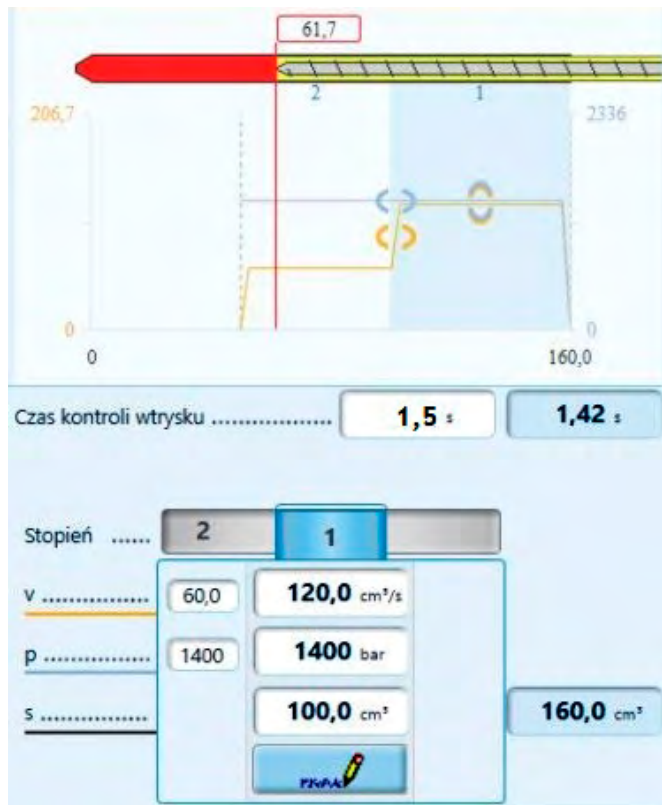 61,7
2 1
206,7 2336
0 0
0 160,0
Czas kontroli wtrysku .................. 1,5 s 1,42 s
Stopień ...... 2 1
v ................ 60,0 120,0 cm³/s
p ................ 1400 1400 bar
s ................ 100,0 cm³ 160,0 cm³